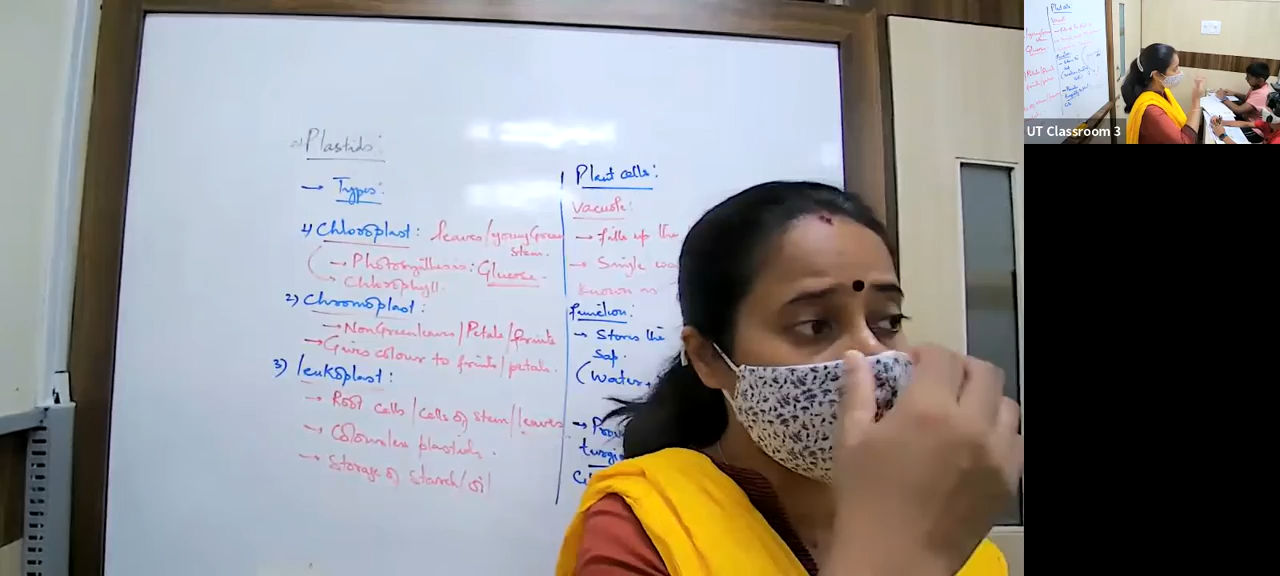 Plastids:
→ Types:
1) Chloroplast: leaves/young Green stem.
→ Photosynthesis: Glucose.
→ Chlorophyll.
2) Chromoplast:
→ Non Green leaves/Petals/fruits
→ Gives colour to fruits/petals.
3) leukoplast:
→ Root cells/cells of stem/leaves
→ Colourless plastids.
→ Storage of starch/oil
Plant cells:
Vacuole:
→ fills up the
→ Single
known as
function:
→ Stores the
Sap.
(Water
UT Classroom 3